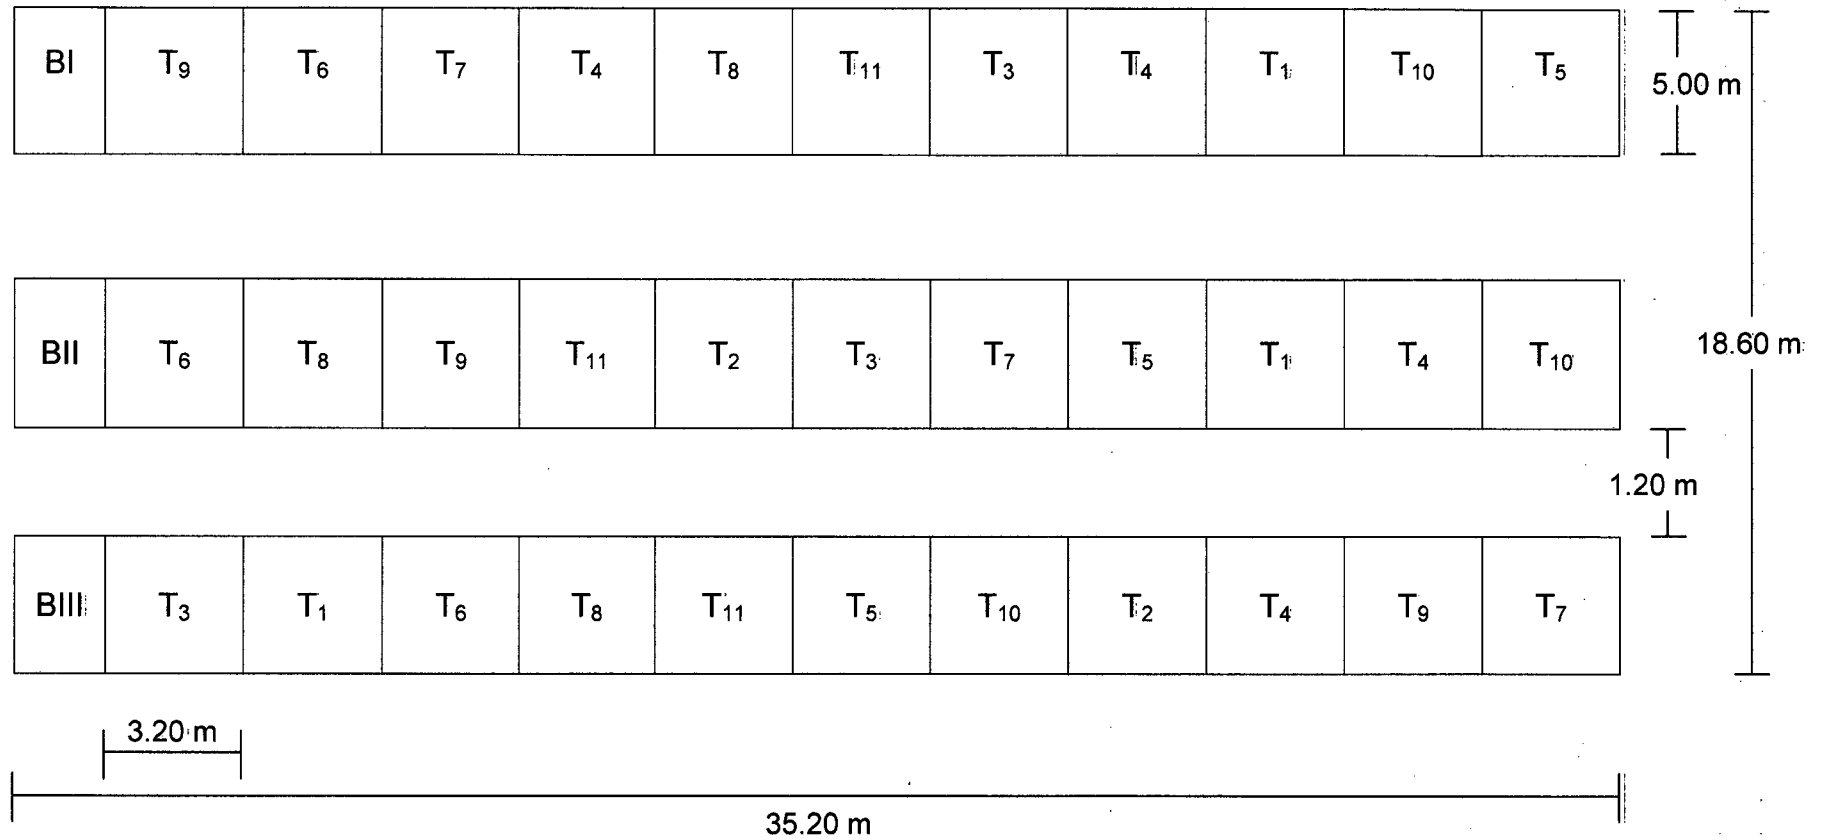 BI T₉ T₆ T₇ T₄ T₈ T₁₁ T₃ T₄ T₁ T₁₀ T₅
5.00 m
BII T₆ T₈ T₉ T₁₁ T₂ T₃ T₇ T₅ T₁ T₄ T₁₀
18.60 m
1.20 m
BIII T₃ T₁ T₆ T₈ T₁₁ T₅ T₁₀ T₂ T₄ T₉ T₇
3.20 m
35.20 m